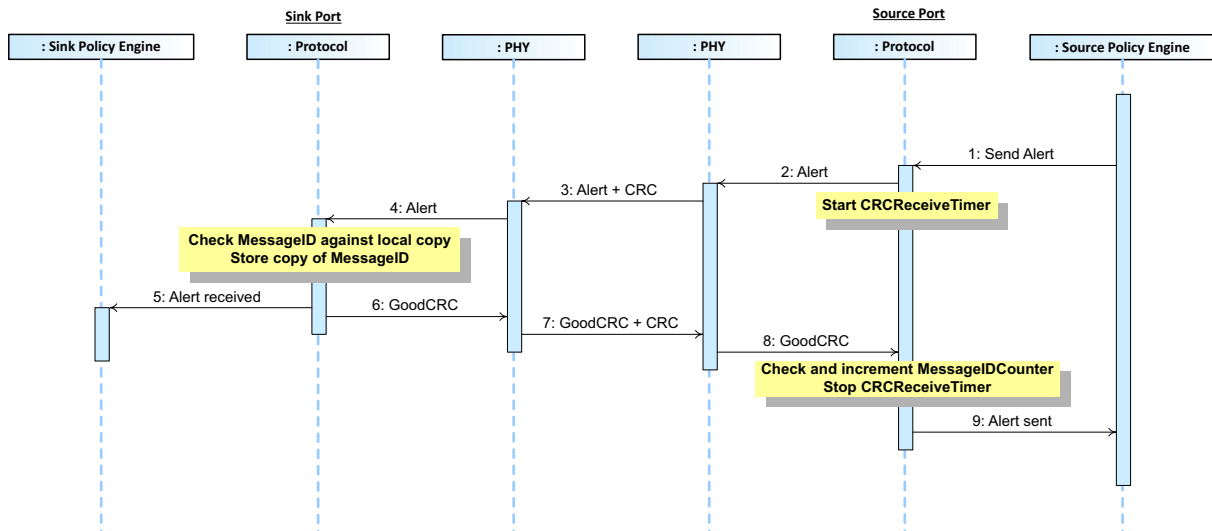 Sink Port
Source Port
: Sink Policy Engine
: Protocol
: PHY
: PHY
: Protocol
: Source Policy Engine
1: Send Alert
2: Alert
3: Alert + CRC
Start CRCReceiveTimer
4: Alert
Check MessageID against local copy
Store copy of MessageID
5: Alert received
6: GoodCRC
7: GoodCRC + CRC
8: GoodCRC
Check and increment MessageIDCounter
Stop CRCReceiveTimer
9: Alert sent